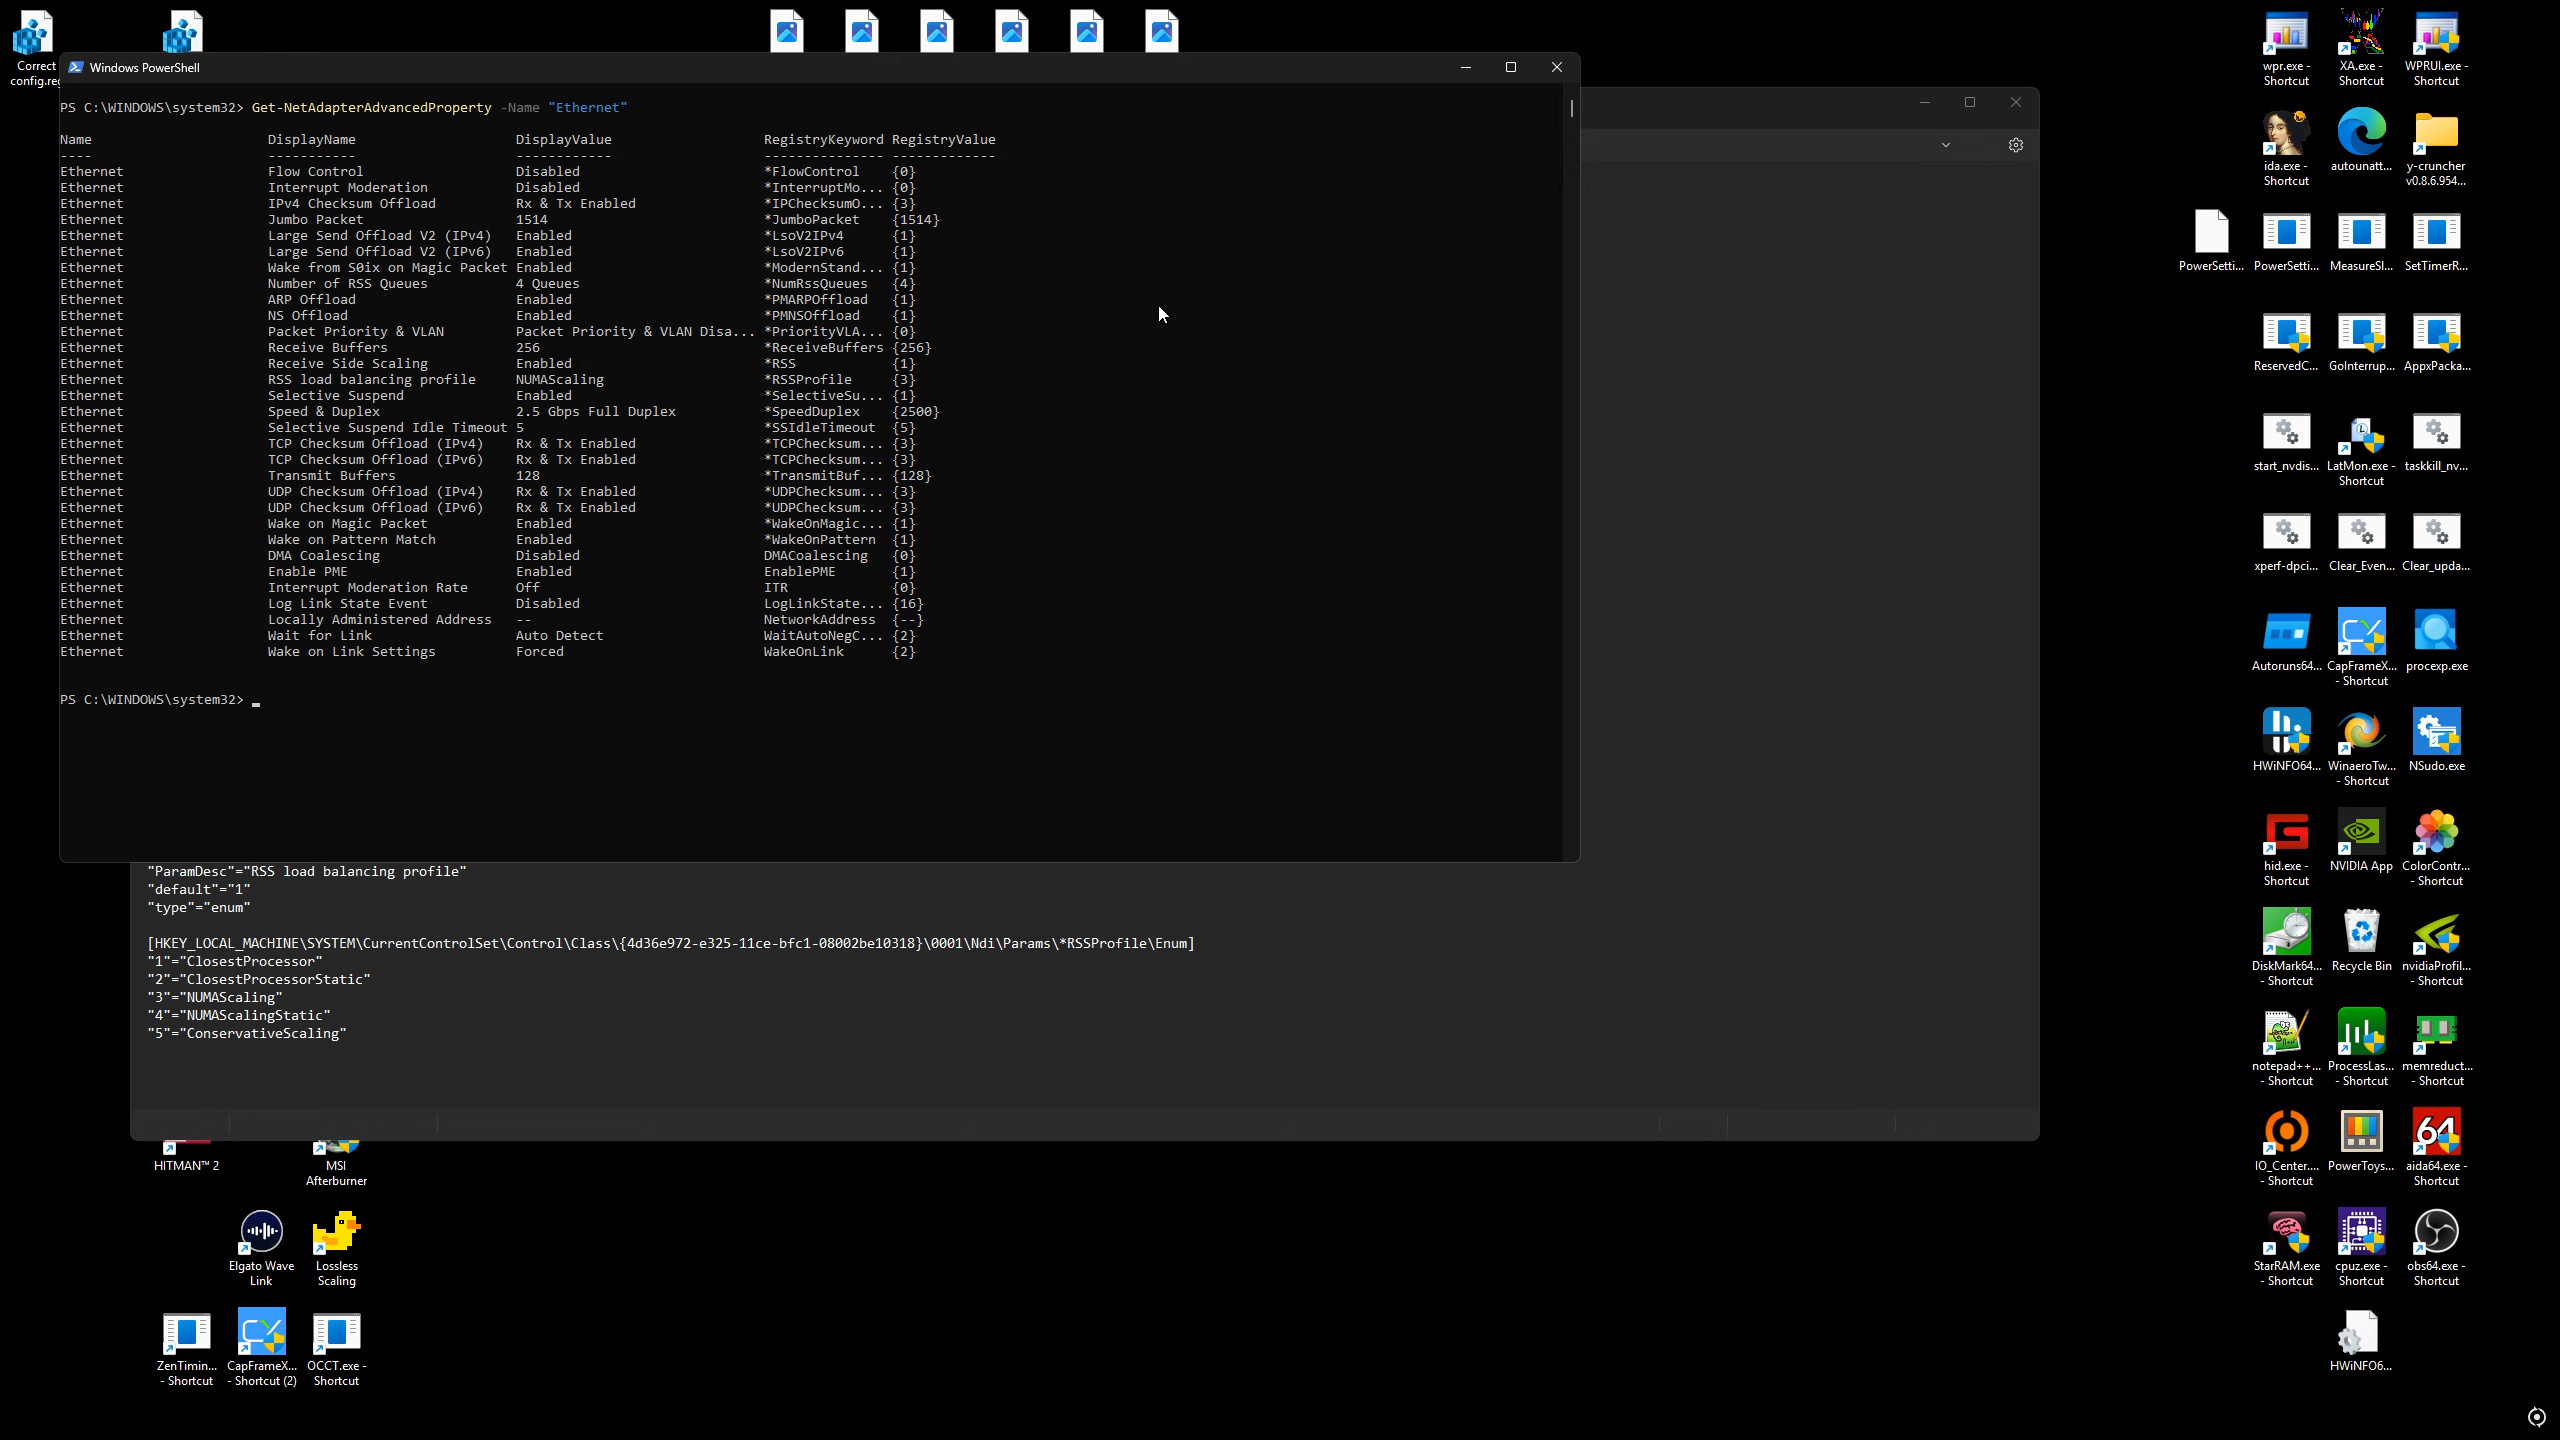 Correct
config.reg
Windows PowerShell
PS C:\WINDOWS\system32> Get-NetAdapterAdvancedProperty -Name "Ethernet"
Name DisplayName DisplayValue RegistryKeyword RegistryValue
---- ----------- ------------ --------------- -------------
Ethernet Flow Control Disabled *FlowControl {0}
Ethernet Interrupt Moderation Disabled *InterruptMo... {0}
Ethernet IPv4 Checksum Offload Rx & Tx Enabled *IPChecksumO... {3}
Ethernet Jumbo Packet 1514 *JumboPacket {1514}
Ethernet Large Send Offload V2 (IPv4) Enabled *LsoV2IPv4 {1}
Ethernet Large Send Offload V2 (IPv6) Enabled *LsoV2IPv6 {1}
Ethernet Wake from S0ix on Magic Packet Enabled *ModernStand... {1}
Ethernet Number of RSS Queues 4 Queues *NumRssQueues {4}
Ethernet ARP Offload Enabled *PMARPOffload {1}
Ethernet NS Offload Enabled *PMNSOffload {1}
Ethernet Packet Priority & VLAN Packet Priority & VLAN Disa... *PriorityVLA... {0}
Ethernet Receive Buffers 256 *ReceiveBuffers {256}
Ethernet Receive Side Scaling Enabled *RSS {1}
Ethernet RSS load balancing profile NUMAScaling *RSSProfile {3}
Ethernet Selective Suspend Enabled *SelectiveSu... {1}
Ethernet Speed & Duplex 2.5 Gbps Full Duplex *SpeedDuplex {2500}
Ethernet Selective Suspend Idle Timeout 5 *SSIdleTimeout {5}
Ethernet TCP Checksum Offload (IPv4) Rx & Tx Enabled *TCPChecksum... {3}
Ethernet TCP Checksum Offload (IPv6) Rx & Tx Enabled *TCPChecksum... {3}
Ethernet Transmit Buffers 128 *TransmitBuf... {128}
Ethernet UDP Checksum Offload (IPv4) Rx & Tx Enabled *UDPChecksum... {3}
Ethernet UDP Checksum Offload (IPv6) Rx & Tx Enabled *UDPChecksum... {3}
Ethernet Wake on Magic Packet Enabled *WakeOnMagic... {1}
Ethernet Wake on Pattern Match Enabled *WakeOnPattern {1}
Ethernet DMA Coalescing Disabled DMACoalescing {0}
Ethernet Enable PME Enabled EnablePME {1}
Ethernet Interrupt Moderation Rate Off ITR {0}
Ethernet Log Link State Event Disabled LogLinkState... {16}
Ethernet Locally Administered Address -- NetworkAddress {--}
Ethernet Wait for Link Auto Detect WaitAutoNegC... {2}
Ethernet Wake on Link Settings Forced WakeOnLink {2}
PS C:\WINDOWS\system32> _
"ParamDesc"="RSS load balancing profile"
"default"="1"
"type"="enum"
[HKEY_LOCAL_MACHINE\SYSTEM\CurrentControlSet\Control\Class\{4d36e972-e325-11ce-bfc1-08002be10318}\0001\Ndi\Params\*RSSProfile\Enum]
"1"="ClosestProcessor"
"2"="ClosestProcessorStatic"
"3"="NUMAScaling"
"4"="NUMAScalingStatic"
"5"="ConservativeScaling"
HITMAN™ 2 MSI
Afterburner
Elgato Wave Lossless
Link Scaling
ZenTimin... CapFrameX... OCCT.exe -
- Shortcut - Shortcut (2) Shortcut
wpr.exe - XA.exe - WPRUI.exe -
Shortcut Shortcut Shortcut
ida.exe - autounatt... y-cruncher
Shortcut v0.8.6.954...
PowerSetti... PowerSetti... MeasureSl... SetTimerR...
ReservedC... GoInterrup... AppxPacka...
start_nvdis... LatMon.exe - taskkill_nv...
Shortcut
xperf-dpci... Clear_Even... Clear_upda...
Autoruns64... CapFrameX... procexp.exe
- Shortcut
HWiNFO64... WinaeroTw... NSudo.exe
- Shortcut
hid.exe - NVIDIA App ColorContr...
Shortcut - Shortcut
DiskMark64... Recycle Bin nvidiaProfil...
- Shortcut - Shortcut
notepad++... ProcessLas... memreduct...
- Shortcut - Shortcut - Shortcut
64
IO_Center.... PowerToys... aida64.exe -
- Shortcut Shortcut
StarRAM.exe cpuz.exe - obs64.exe -
- Shortcut Shortcut Shortcut
HWiNFO6...